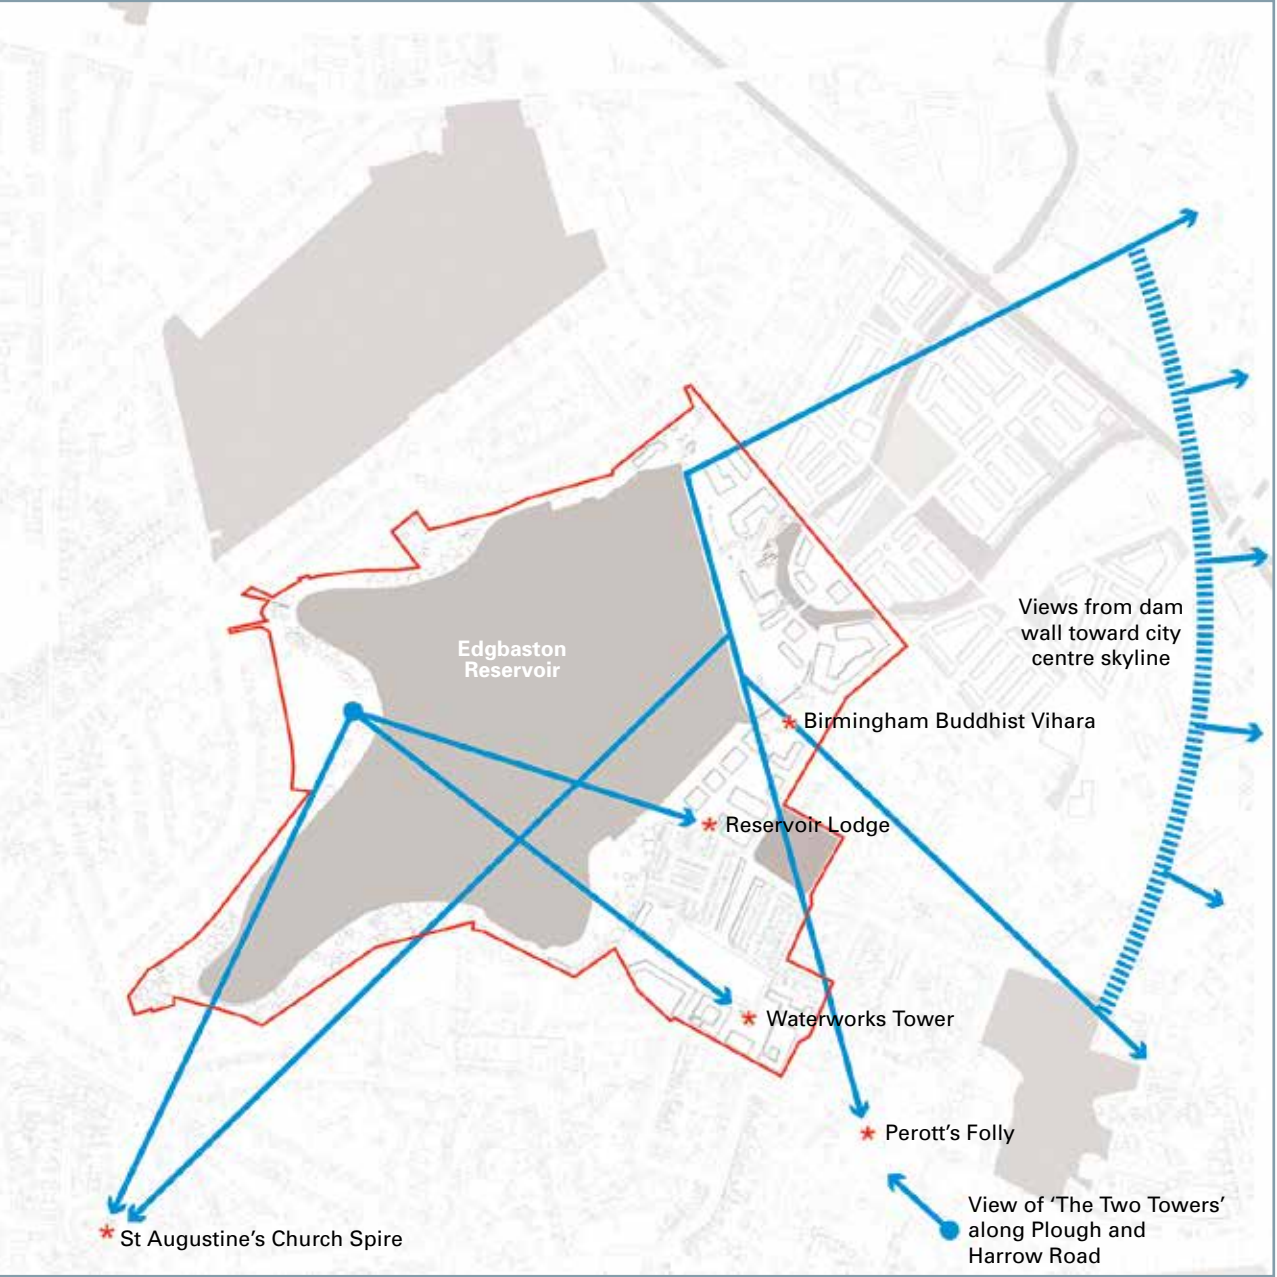 Views from dam
wall toward city
centre skyline
Edgbaston
Reservoir
* Birmingham Buddhist Vihara
* Reservoir Lodge
* Waterworks Tower
* Perott’s Folly
View of ‘The Two Towers’
along Plough and
Harrow Road
* St Augustine’s Church Spire